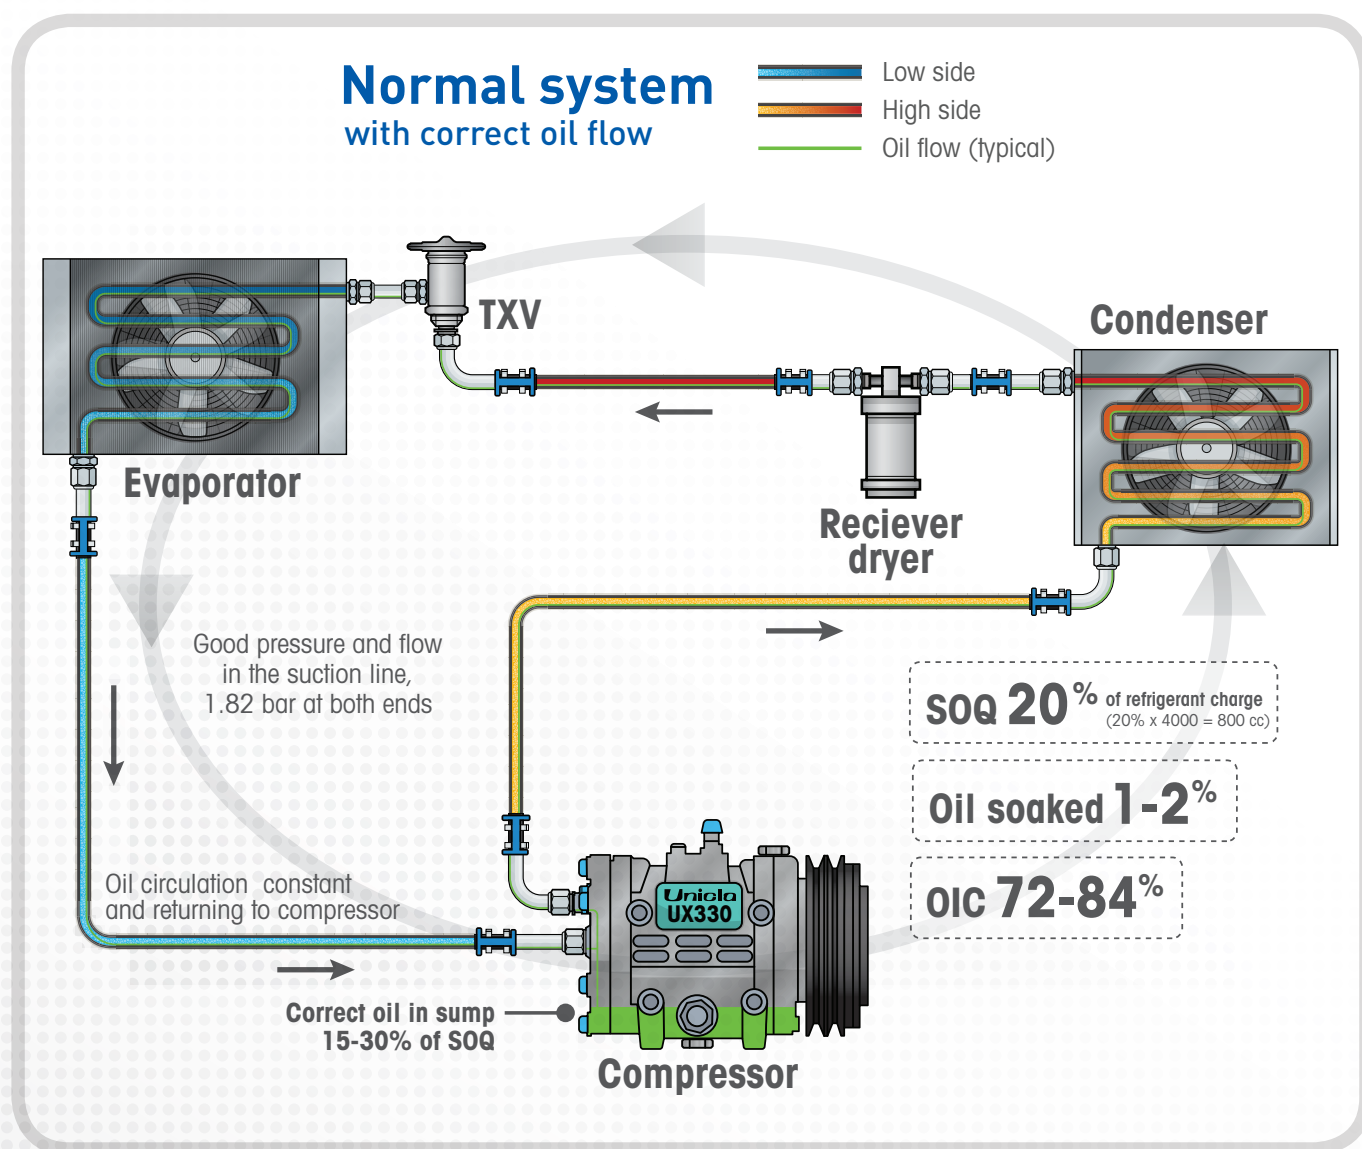 Normal system
with correct oil flow
Low side
High side
Oil flow (typical)
TXV
Condenser
Evaporator
Reciever
dryer
Good pressure and flow
in the suction line,
1.82 bar at both ends
SOQ 20% of refrigerant charge
(20% x 4000 = 800 cc)
Oil soaked 1-2%
OIC 72-84%
Oil circulation constant
and returning to compressor
Unicla
UX330
Correct oil in sump
15-30% of SOQ
Compressor